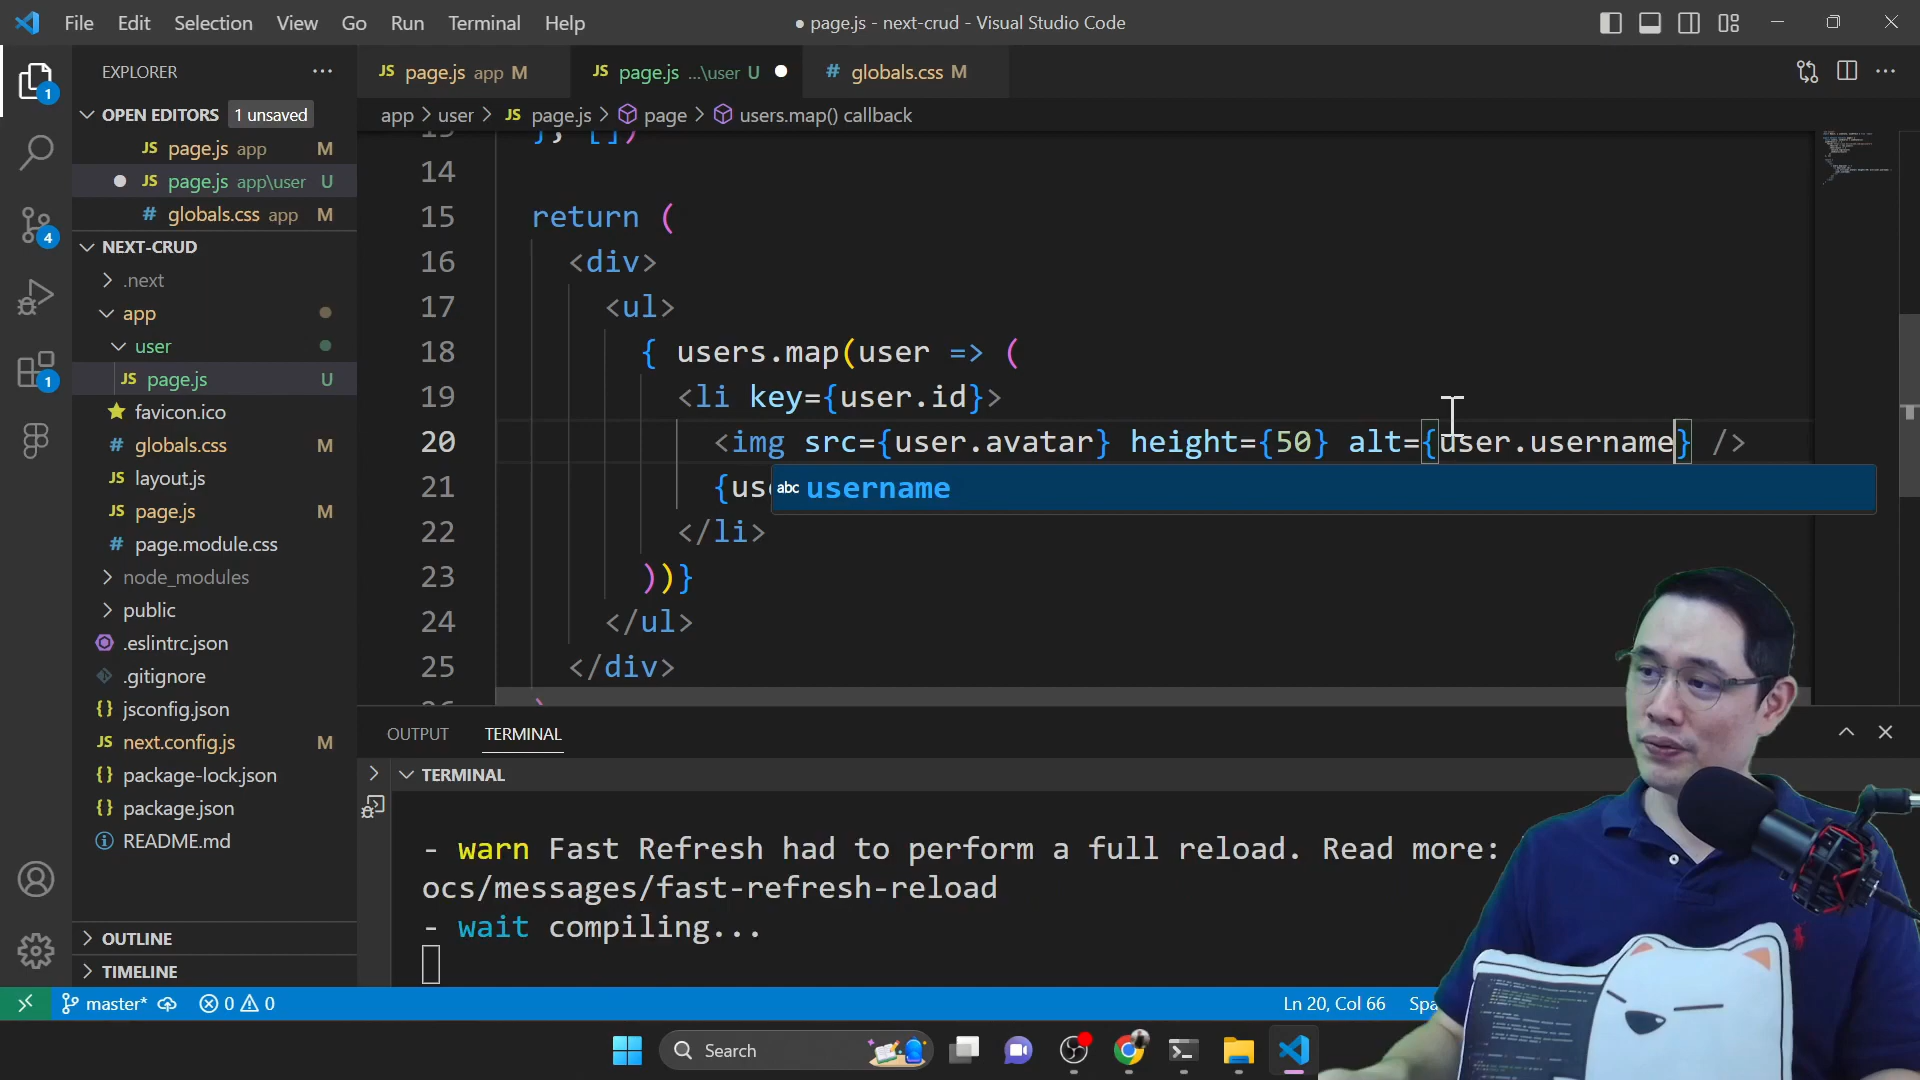 File Edit Selection View Go Run Terminal Help
● page.js - next-crud - Visual Studio Code
EXPLORER ...
JS page.js app M
JS page.js ...\user U ●
# globals.css M
app > user > JS page.js > page > users.map() callback
OPEN EDITORS 1 unsaved
JS page.js app M
● JS page.js app\user U
# globals.css app M
NEXT-CRUD
.next
app
user
JS page.js U
favicon.ico
# globals.css M
JS layout.js
JS page.js M
# page.module.css
node_modules
public
.eslintrc.json
.gitignore
{} jsconfig.json
JS next.config.js M
{} package-lock.json
{} package.json
README.md
OUTLINE
TIMELINE
1
4
1
13 }, [])
14
15 return (
16 <div>
17 <ul>
18 { users.map(user => (
19 <li key={user.id}>
20 <img src={user.avatar} height={50} alt={user.username} />
21 {use
abc username
22 </li>
23 ))}
24 </ul>
25 </div>
OUTPUT TERMINAL
TERMINAL
- warn Fast Refresh had to perform a full reload. Read more:
ocs/messages/fast-refresh-reload
- wait compiling...
master* 0 0
Ln 20, Col 66
Search